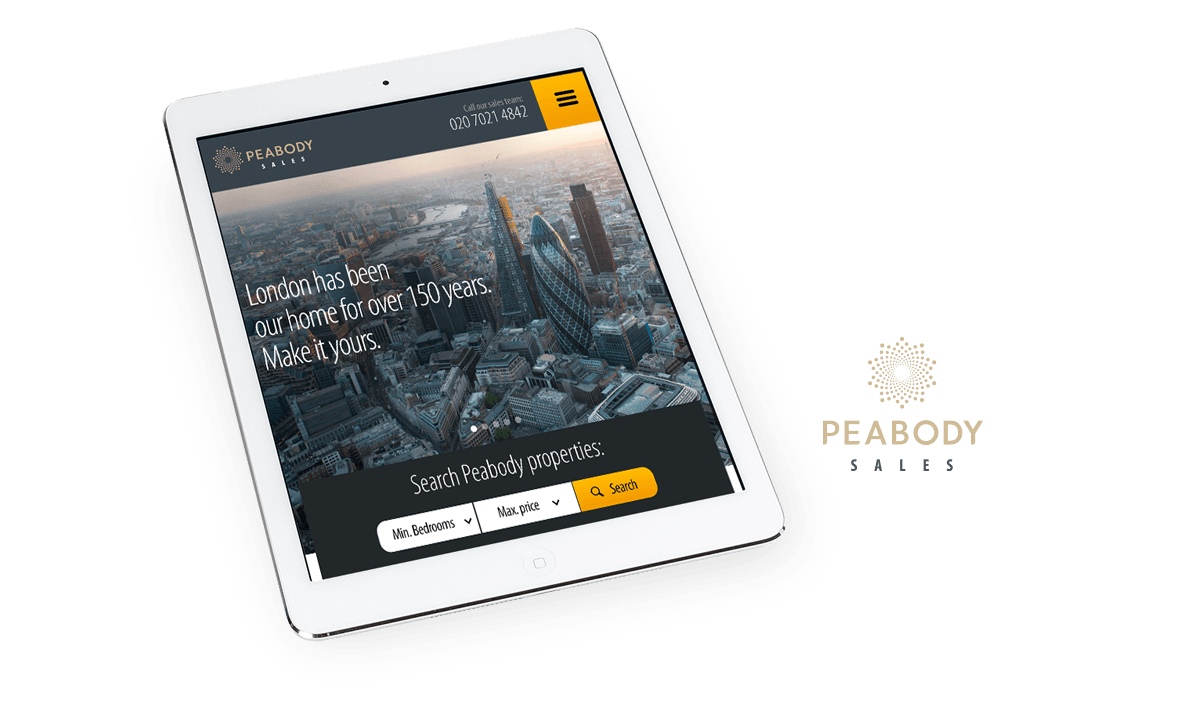 Call our sales team:
020 7021 4842
PEABODY
SALES
London has been
our home for over 150 years.
Make it yours.
Search Peabody properties:
Min. Bedrooms
Max. price
Search
PEABODY
SALES